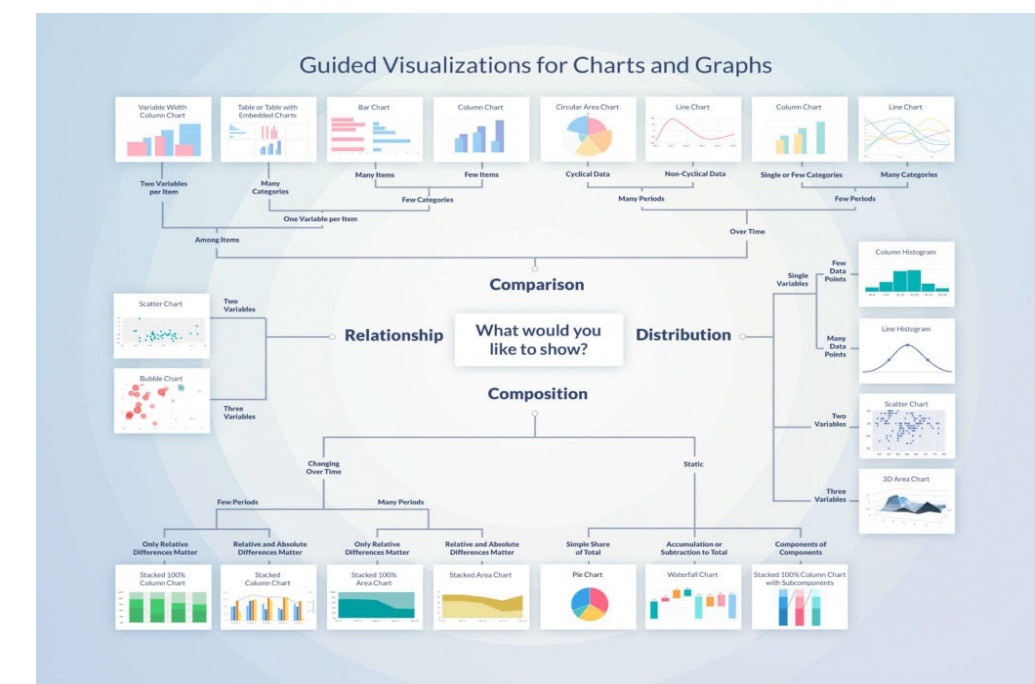 Guided Visualizations for Charts and Graphs
Variable Width
Column Chart
Table or Table with
Embedded Charts
Bar Chart
Column Chart
Circular Area Chart
Line Chart
Column Chart
Line Chart
Two Variables
per Item
Many
Categories
Many Items
Few Items
Cyclical Data
Non-Cyclical Data
Single or Few Categories
Many Categories
Few Categories
Many Periods
Few Periods
One Variable per Item
Among Items
Over Time
Comparison
Relationship
What would you
like to show?
Distribution
Composition
Two
Variables
Scatter Chart
Bubble Chart
Three
Variables
Single
Variables
Few
Data
Points
Column Histogram
Many
Data
Points
Line Histogram
Two
Variables
Scatter Chart
Three
Variables
3D Area Chart
Changing
Over Time
Static
Few Periods
Many Periods
Only Relative
Differences Matter
Relative and Absolute
Differences Matter
Only Relative
Differences Matter
Relative and Absolute
Differences Matter
Simple Share
of Total
Accumulation or
Subtraction to Total
Components of
Components
Stacked 100%
Column Chart
Stacked
Column Chart
Stacked 100%
Area Chart
Stacked Area Chart
Pie Chart
Waterfall Chart
Stacked 100% Column Chart
with Subcomponents